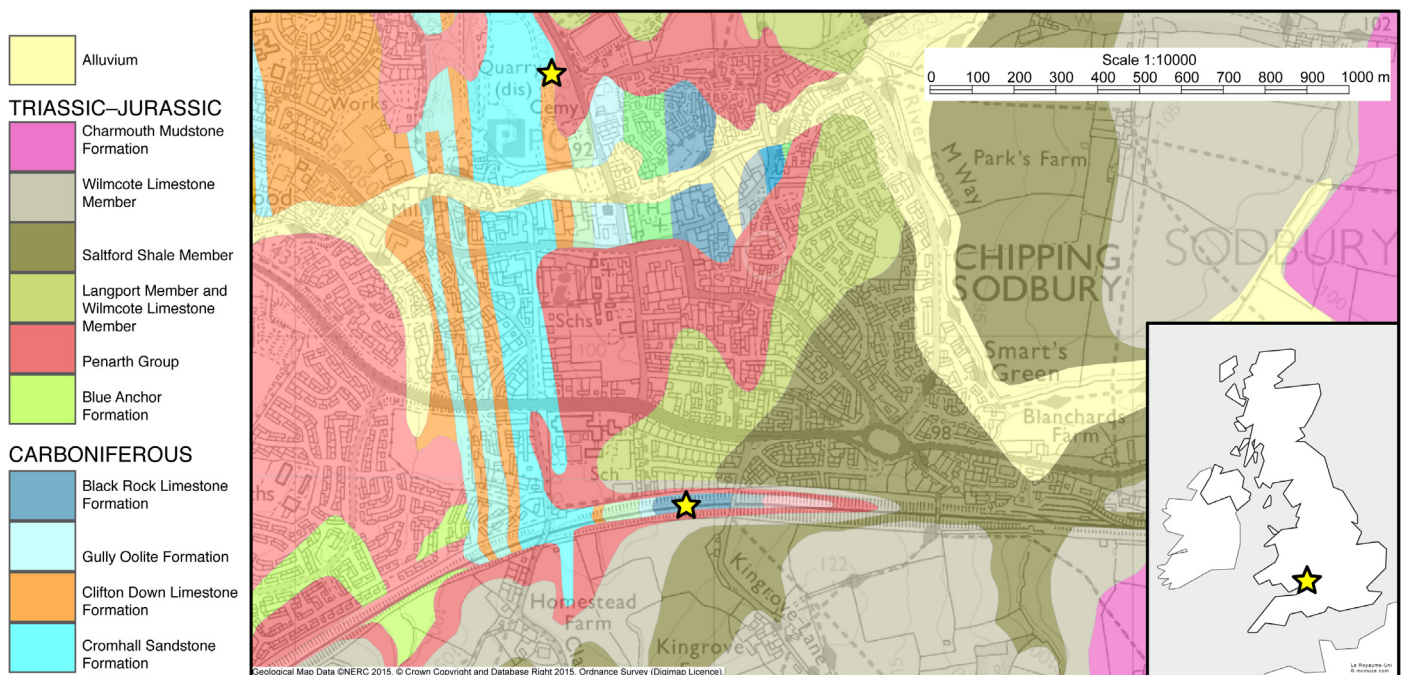 Alluvium
TRIASSIC–JURASSIC
Charmouth Mudstone
Formation
Wilmcote Limestone
Member
Saltford Shale Member
Langport Member and
Wilmcote Limestone
Member
Penarth Group
Blue Anchor
Formation
CARBONIFEROUS
Black Rock Limestone
Formation
Gully Oolite Formation
Clifton Down Limestone
Formation
Cromhall Sandstone
Formation
Scale 1:10000
0 100 200 300 400 500 600 700 800 900 1000 m
102
Quarry
(dis)
Works
Cemy
P
92
105
Park's Farm
Mill
CHIPPING
SODBURY
SODBURY
Schs
100
100
Smart's
Green
Blanchards
Farm
98
Sch
122
Kingrove Lane
Homestead
Farm
Kingrove
Geological Map Data ©NERC 2015, © Crown Copyright and Database Right 2015. Ordnance Survey (Digimap Licence).
Le Royaume-Uni